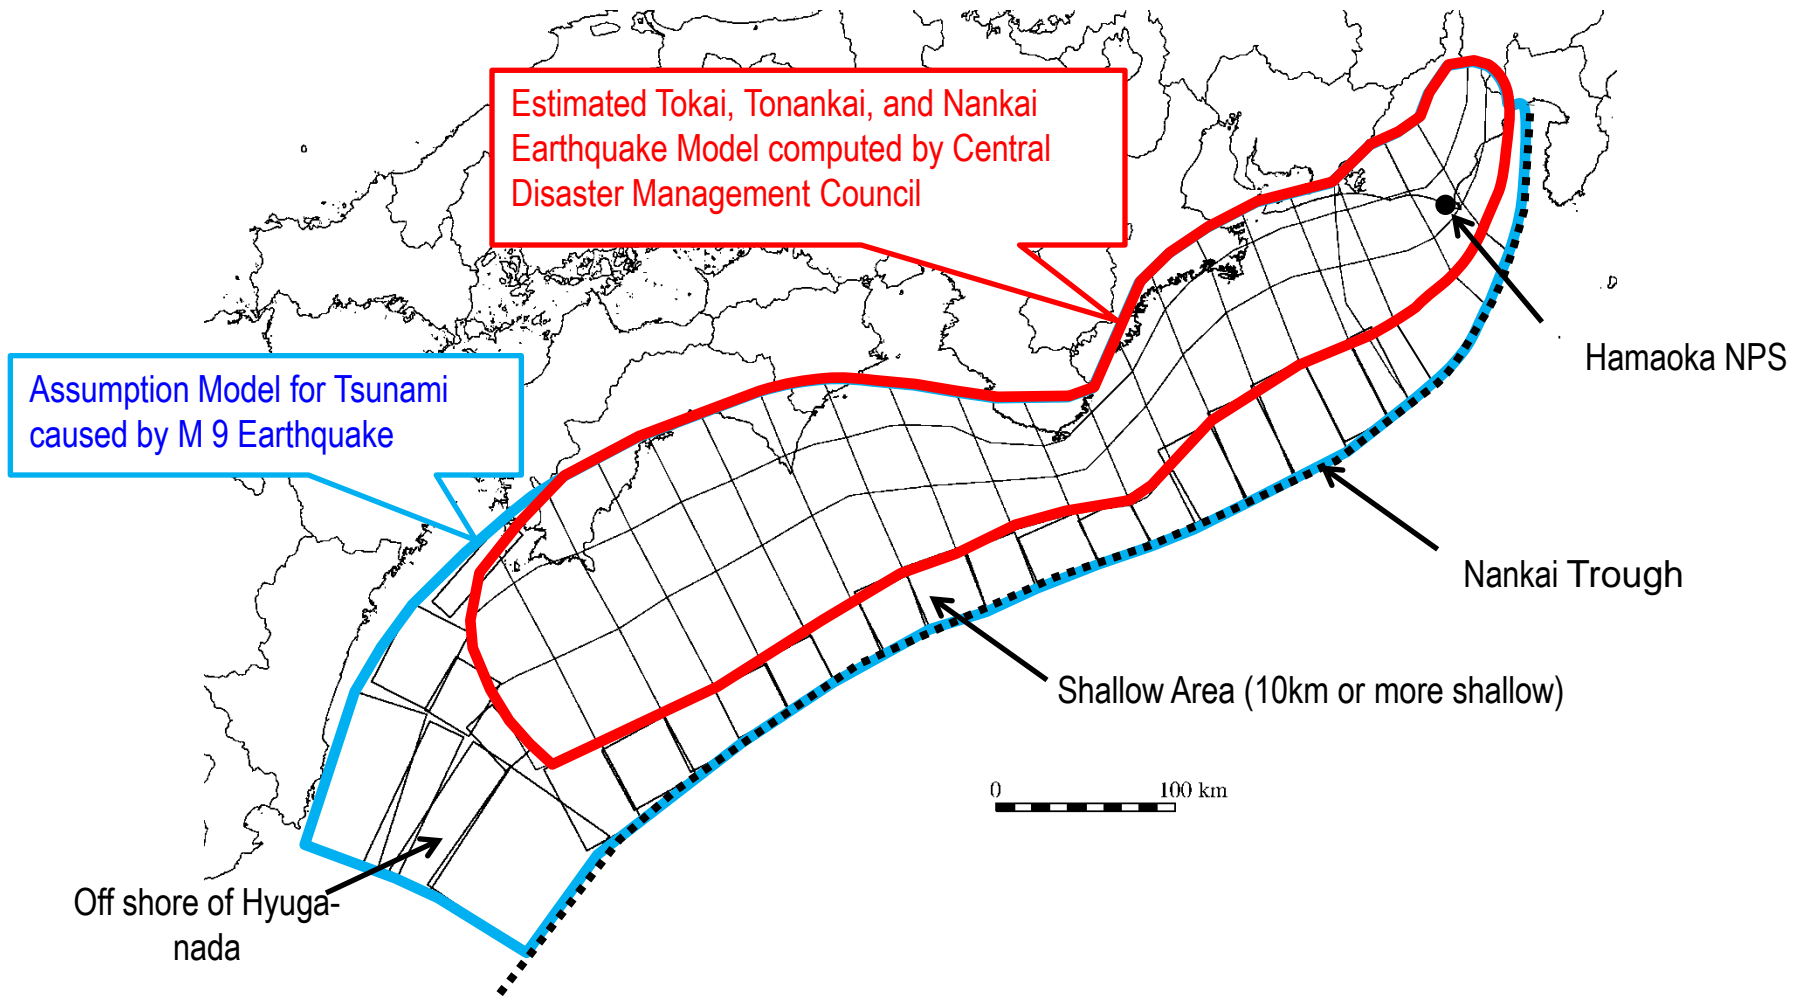 Estimated Tokai, Tonankai, and Nankai
Earthquake Model computed by Central
Disaster Management Council
Hamaoka NPS
Assumption Model for Tsunami
caused by M 9 Earthquake
Nankai Trough
Shallow Area (10km or more shallow)
0 100 km
Off shore of Hyuga-
nada